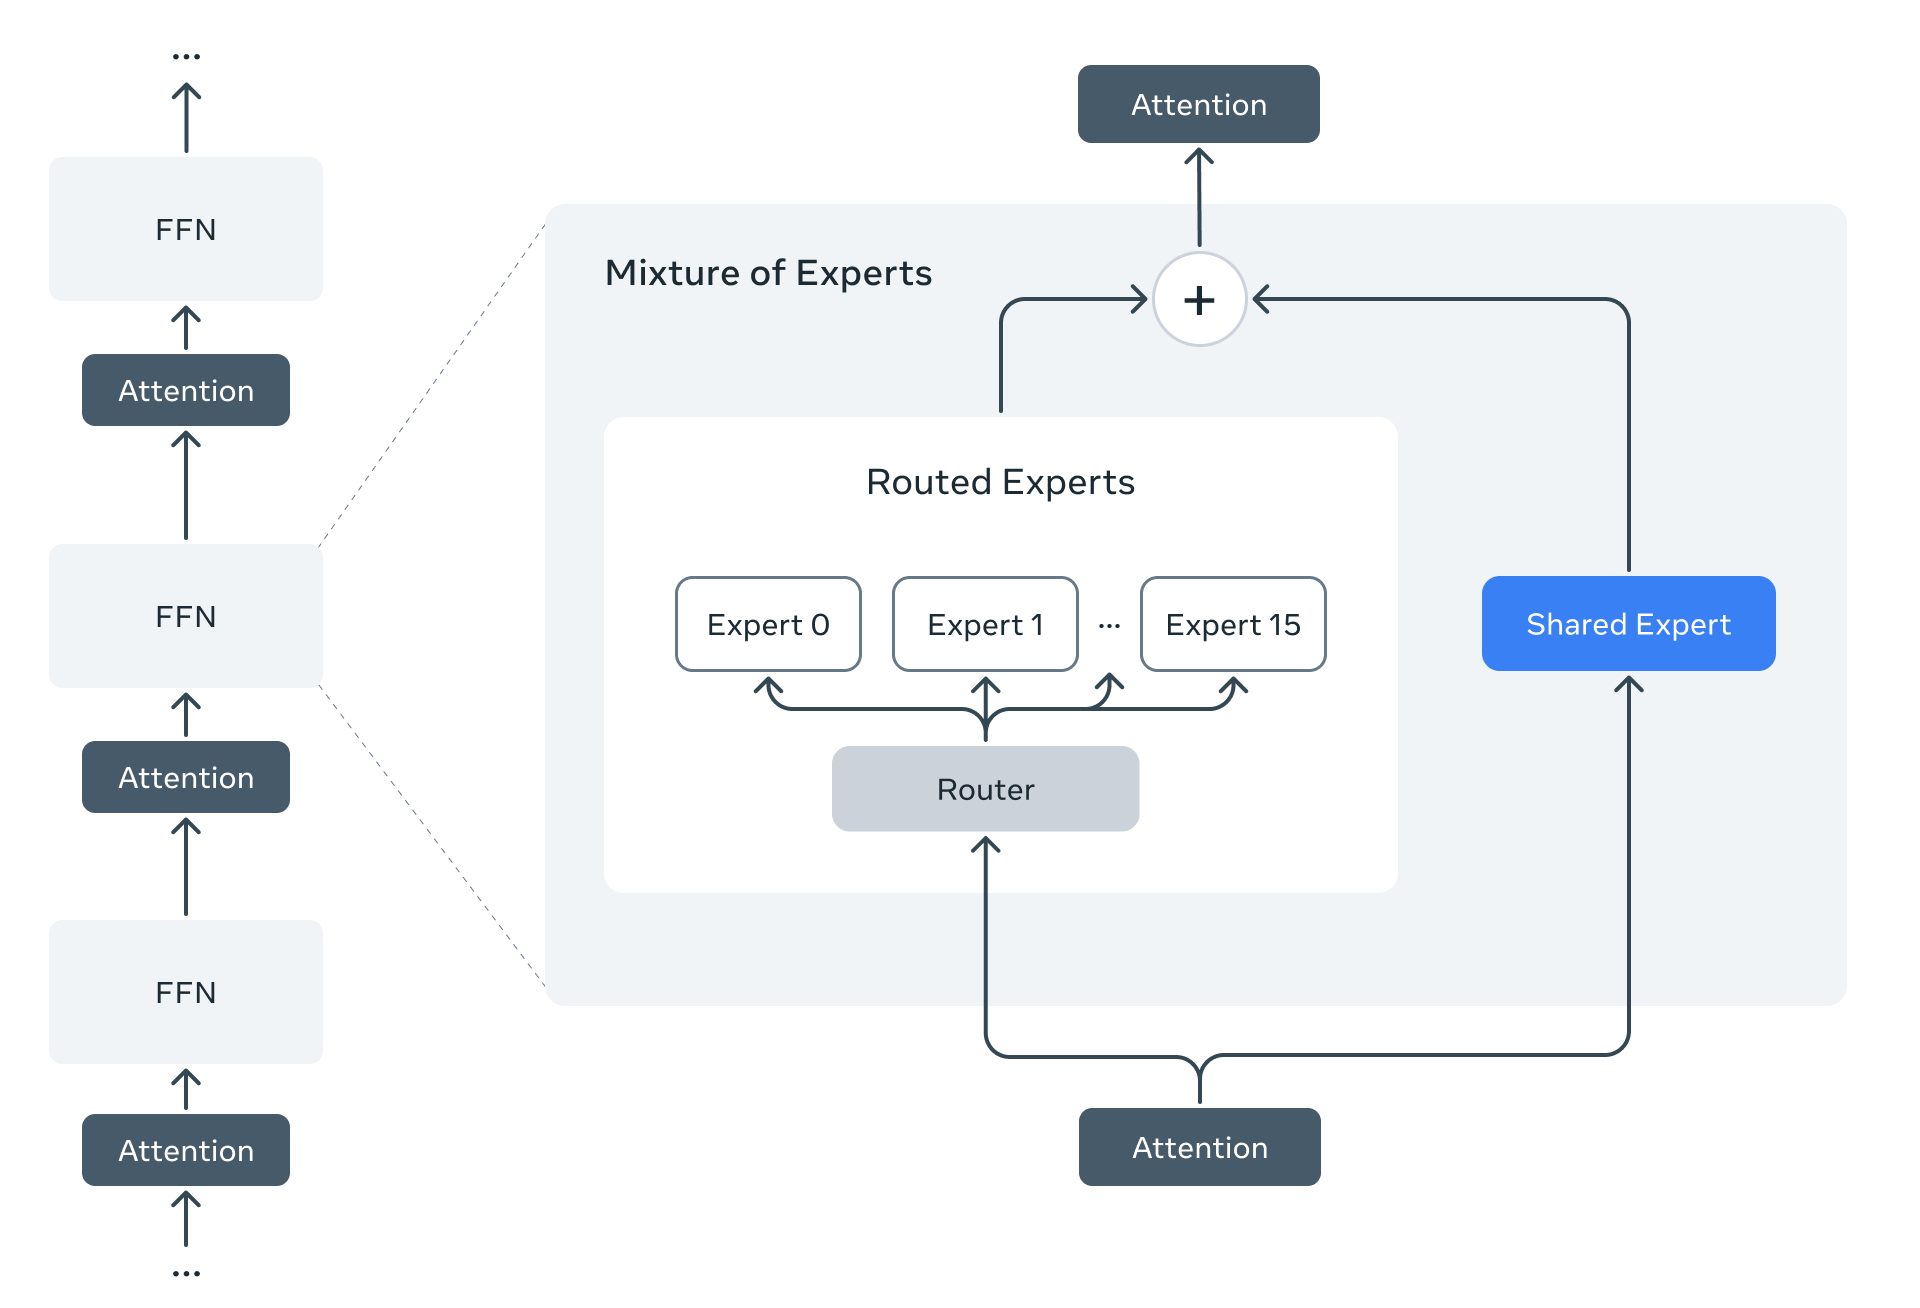 ...
FFN
Attention
FFN
Attention
FFN
Attention
...
Attention
Mixture of Experts
+
Routed Experts
Expert 0
Expert 1
...
Expert 15
Shared Expert
Router
Attention